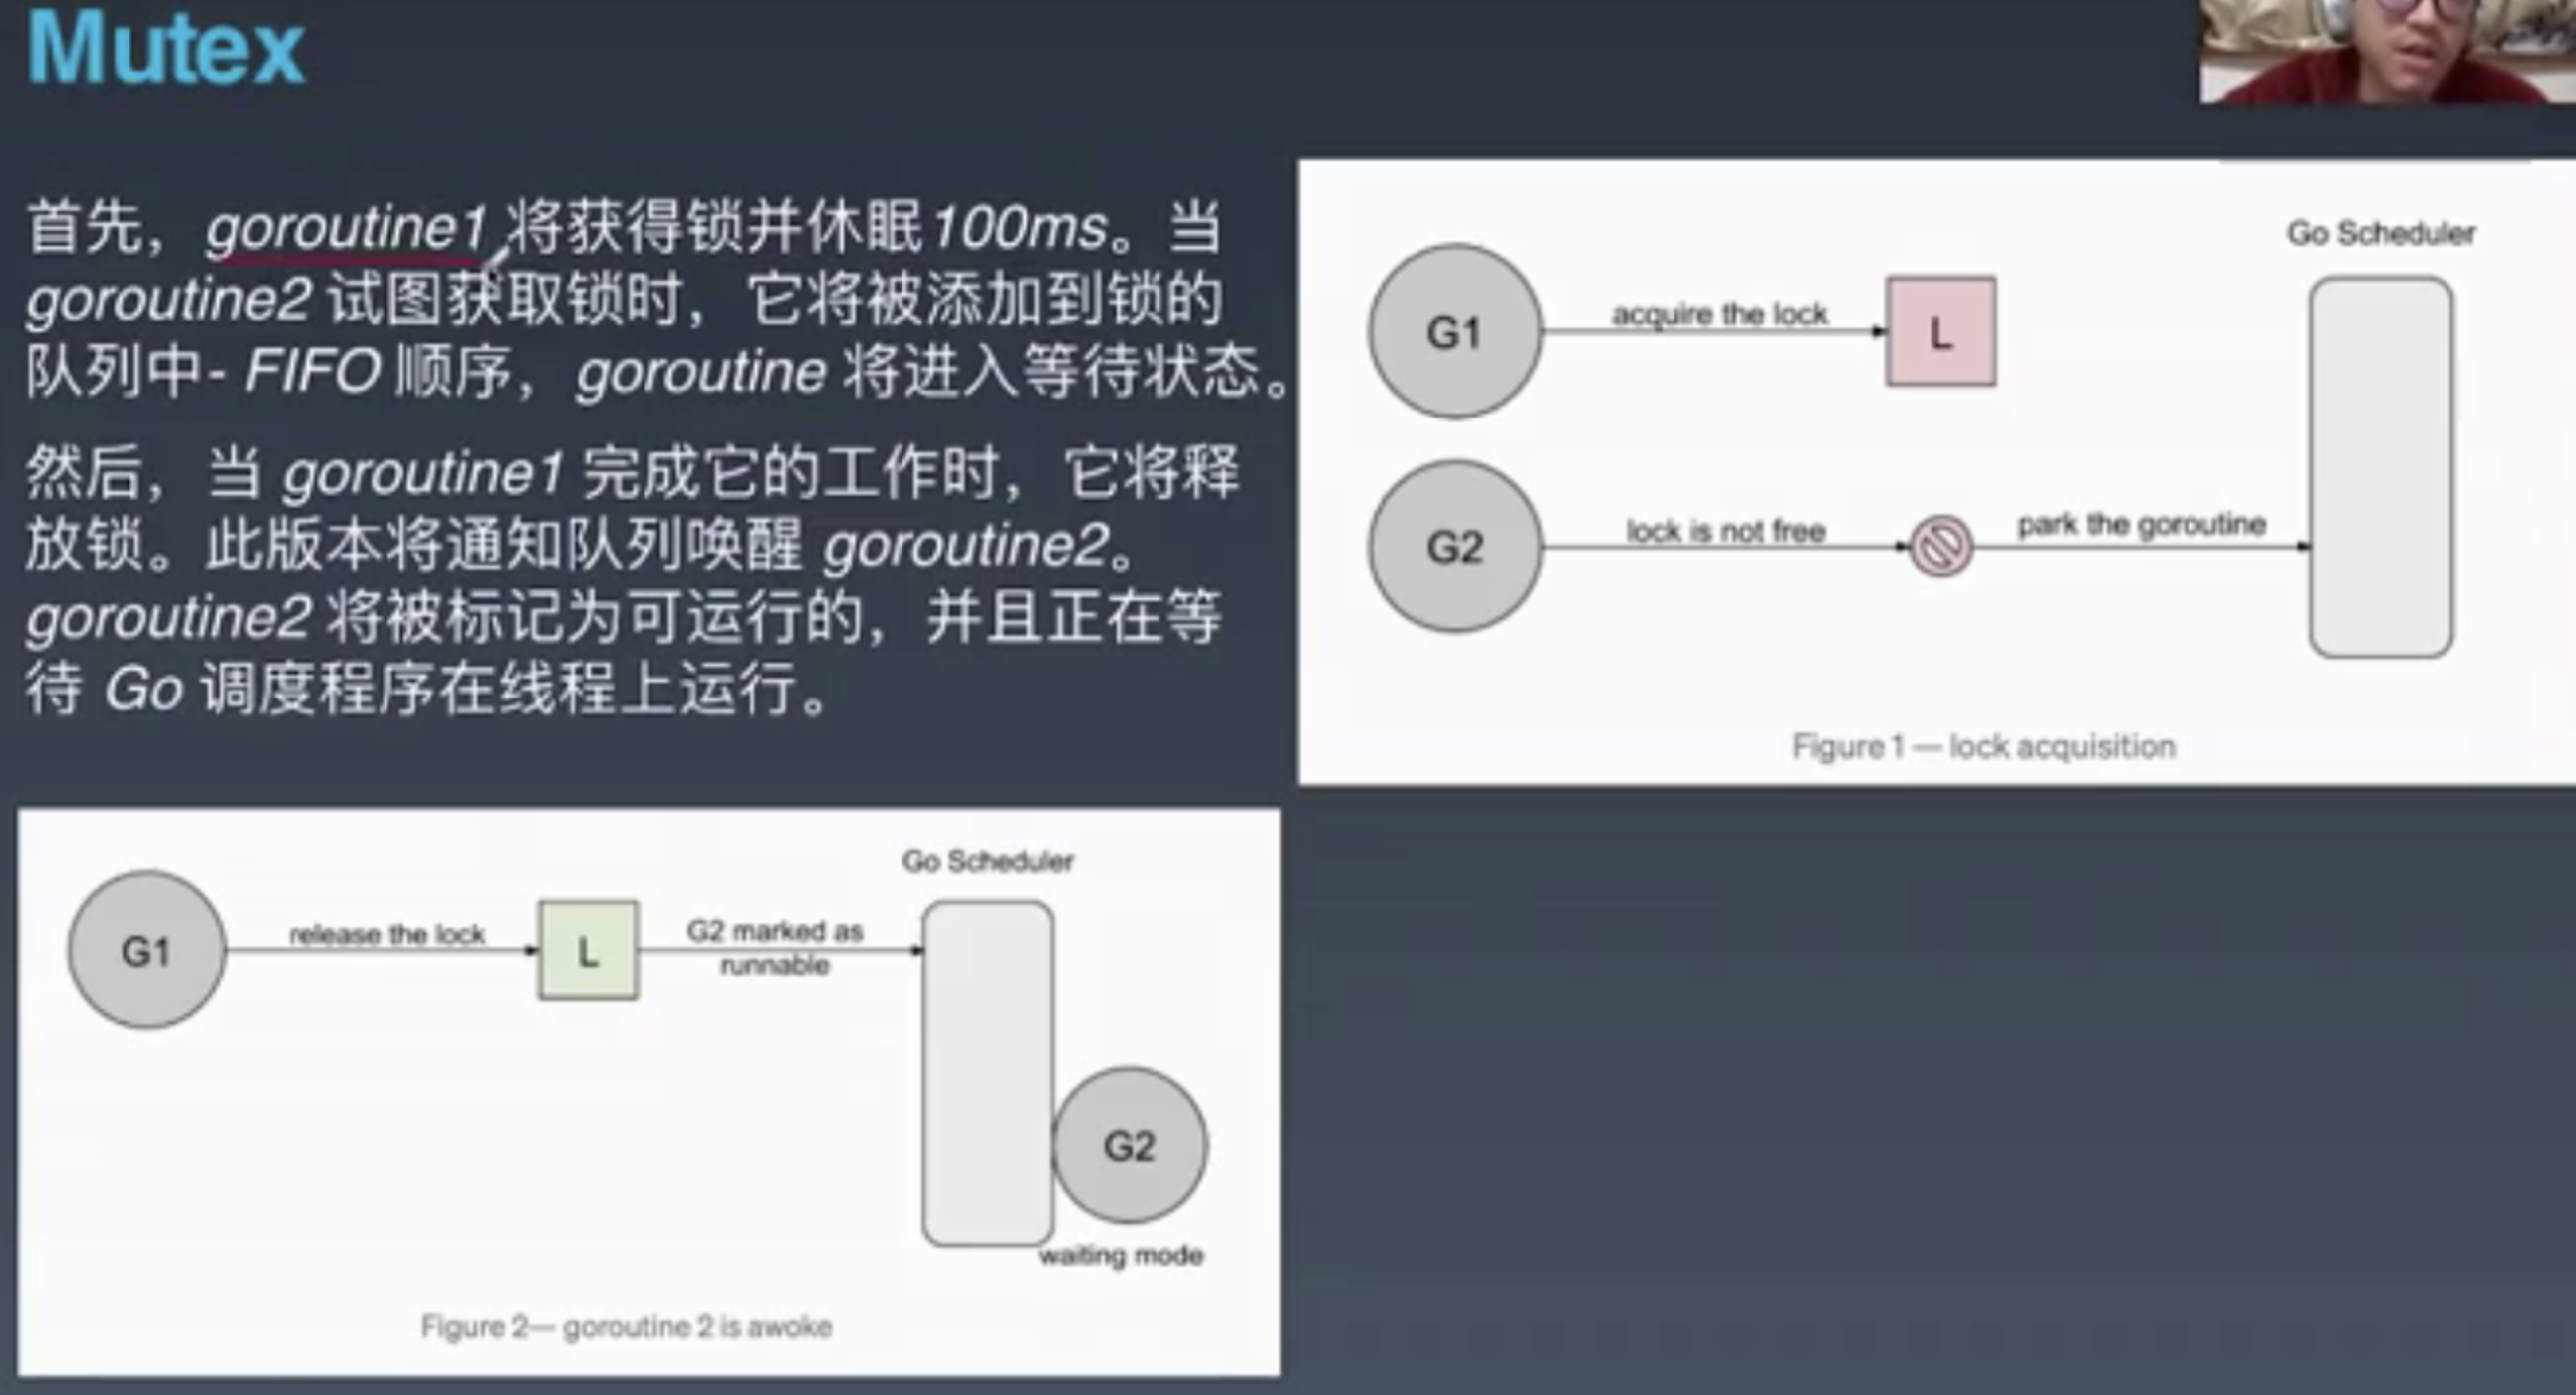 Mutex
首先，goroutine1 将获得锁并休眠100ms。当
goroutine2 试图获取锁时，它将被添加到锁的
队列中- FIFO 顺序，goroutine 将进入等待状态。
然后，当 goroutine1 完成它的工作时，它将释
放锁。此版本将通知队列唤醒 goroutine2。
goroutine2 将被标记为可运行的，并且正在等
待 Go 调度程序在线程上运行。
Go Scheduler
G1
acquire the lock
L
G2
lock is not free
park the goroutine
Figure 1 — lock acquisition
Go Scheduler
G1
release the lock
L
G2 marked as
runnable
G2
waiting mode
Figure 2— goroutine 2 is awoke